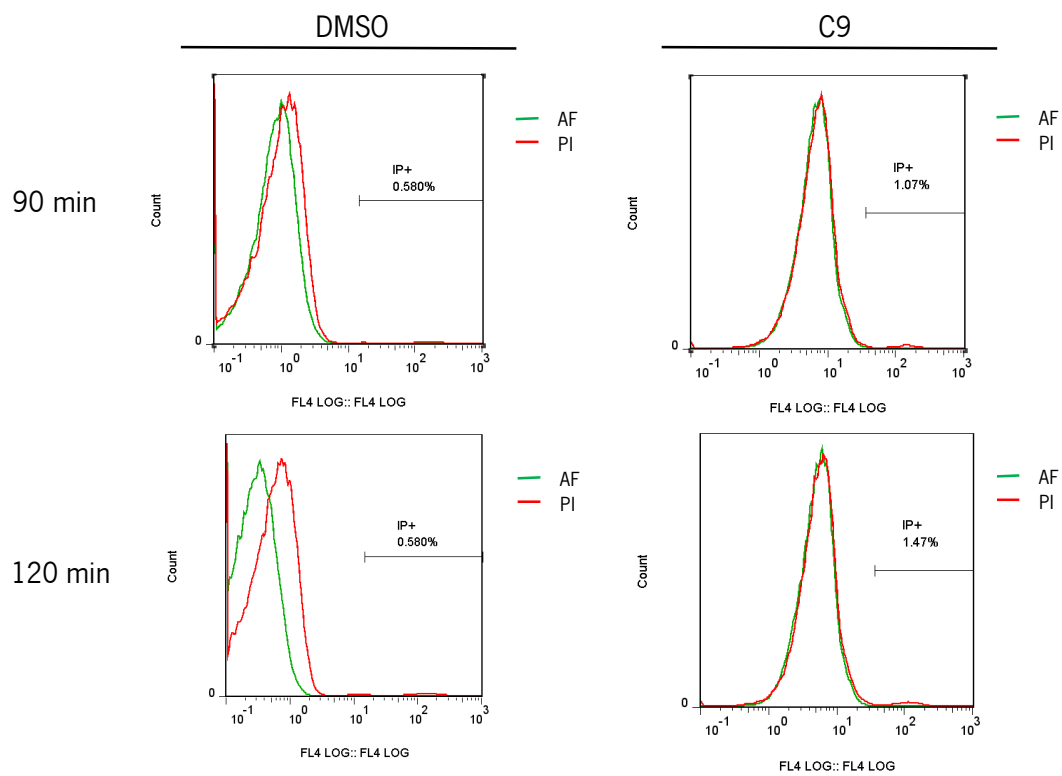 DMSO
C9
90 min
Count
IP+
0.580%
0
10-1
100
101
102
103
FL4 LOG:: FL4 LOG
AF
PI
Count
IP+
1.07%
0
10-1
100
101
102
103
FL4 LOG:: FL4 LOG
AF
PI
120 min
Count
IP+
0.580%
0
10-1
100
101
102
103
FL4 LOG:: FL4 LOG
AF
PI
Count
IP+
1.47%
0
10-1
100
101
102
103
FL4 LOG:: FL4 LOG
AF
PI